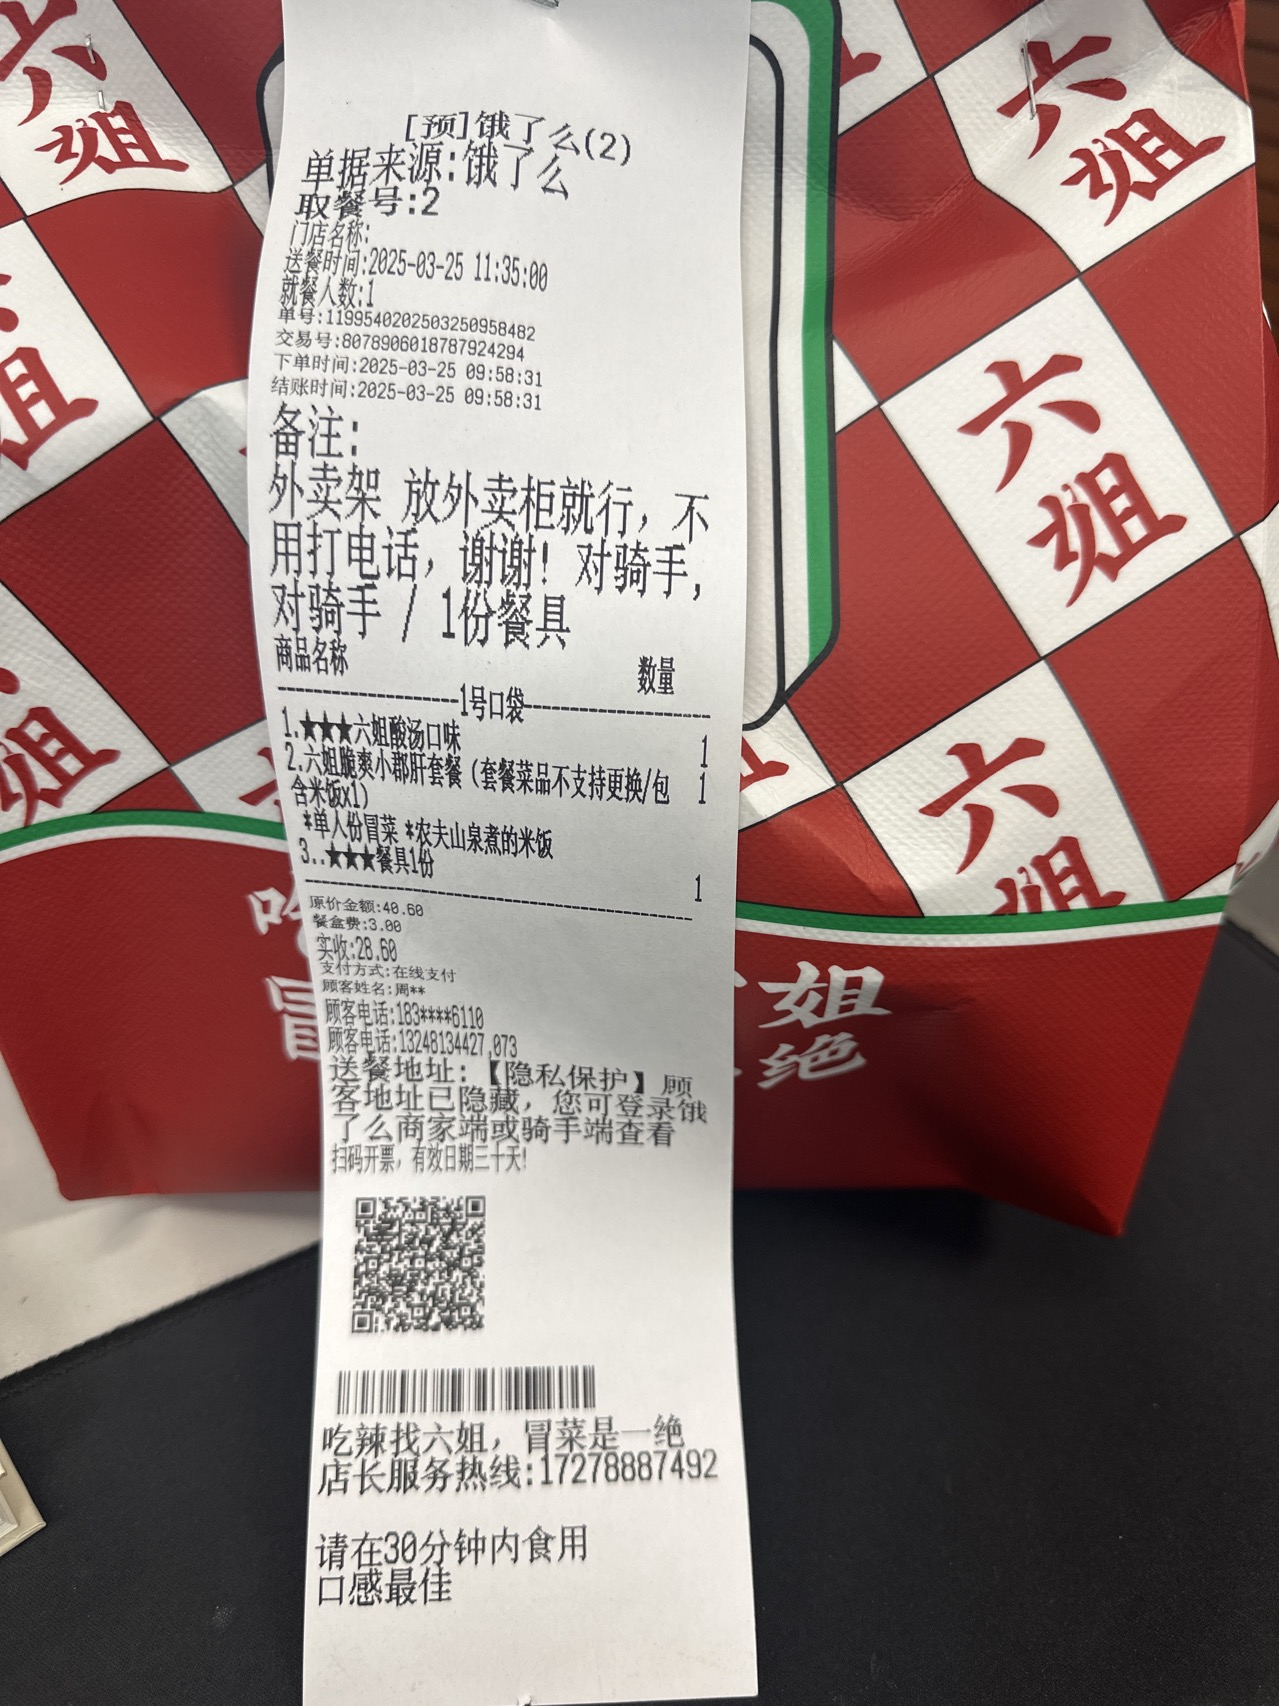 [预]饿了么(2)
单据来源:饿了么
取餐号:2
门店名称:
送餐时间:2025-03-25 11:35:00
就餐人数:1
单号:1199540202503250958482
交易号:8078906018787924294
下单时间:2025-03-25 09:58:31
结账时间:2025-03-25 09:58:31
备注:
外卖架 放外卖柜就行，不
用打电话，谢谢！对骑手，
对骑手 / 1份餐具
商品名称 数量
1号口袋
1.★★★六姐酸汤口味 1
2.六姐脆爽小郡肝套餐（套餐菜品不支持更换/包 1
含米饭x1）
*单人份冒菜 *农夫山泉煮的米饭
3..★★★餐具1份 1
原价金额:40.60
餐盒费:3.00
实收:28.60
支付方式:在线支付
顾客姓名:周**
顾客电话:183****6110
顾客电话:13248134427,073
送餐地址:【隐私保护】顾
客地址已隐藏，您可登录饿
了么商家端或骑手端查看
扫码开票，有效日期三十天!
吃辣找六姐，冒菜是一绝
店长服务热线:17278887492
请在30分钟内食用
口感最佳
六姐
六姐
六姐
六姐
姐
姐
吃
冒
姐
绝